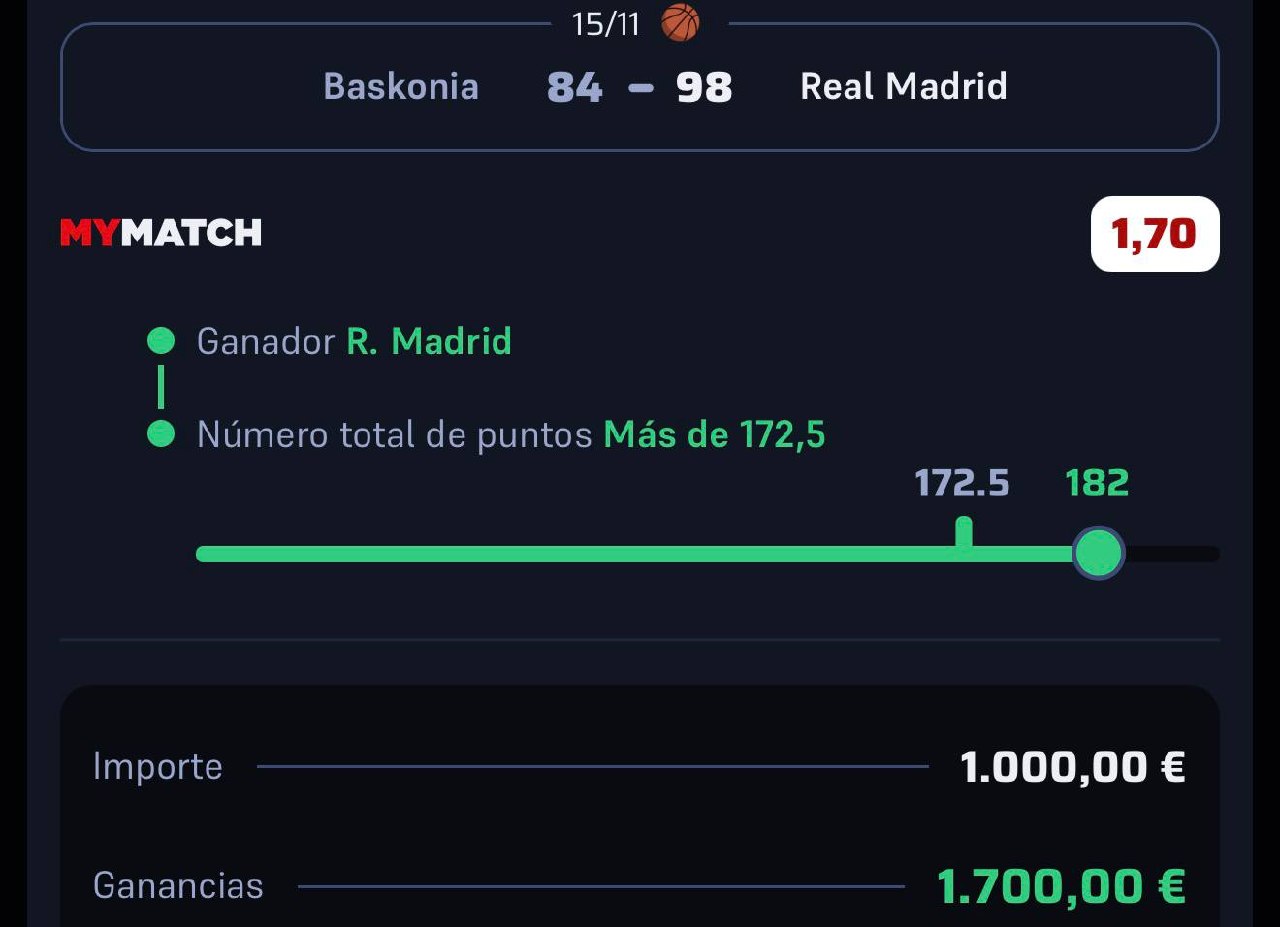 15/11
Baskonia 84 - 98 Real Madrid
MYMATCH 1,70
Ganador R. Madrid
Número total de puntos Más de 172,5
172.5 182
Importe 1.000,00 €
Ganancias 1.700,00 €